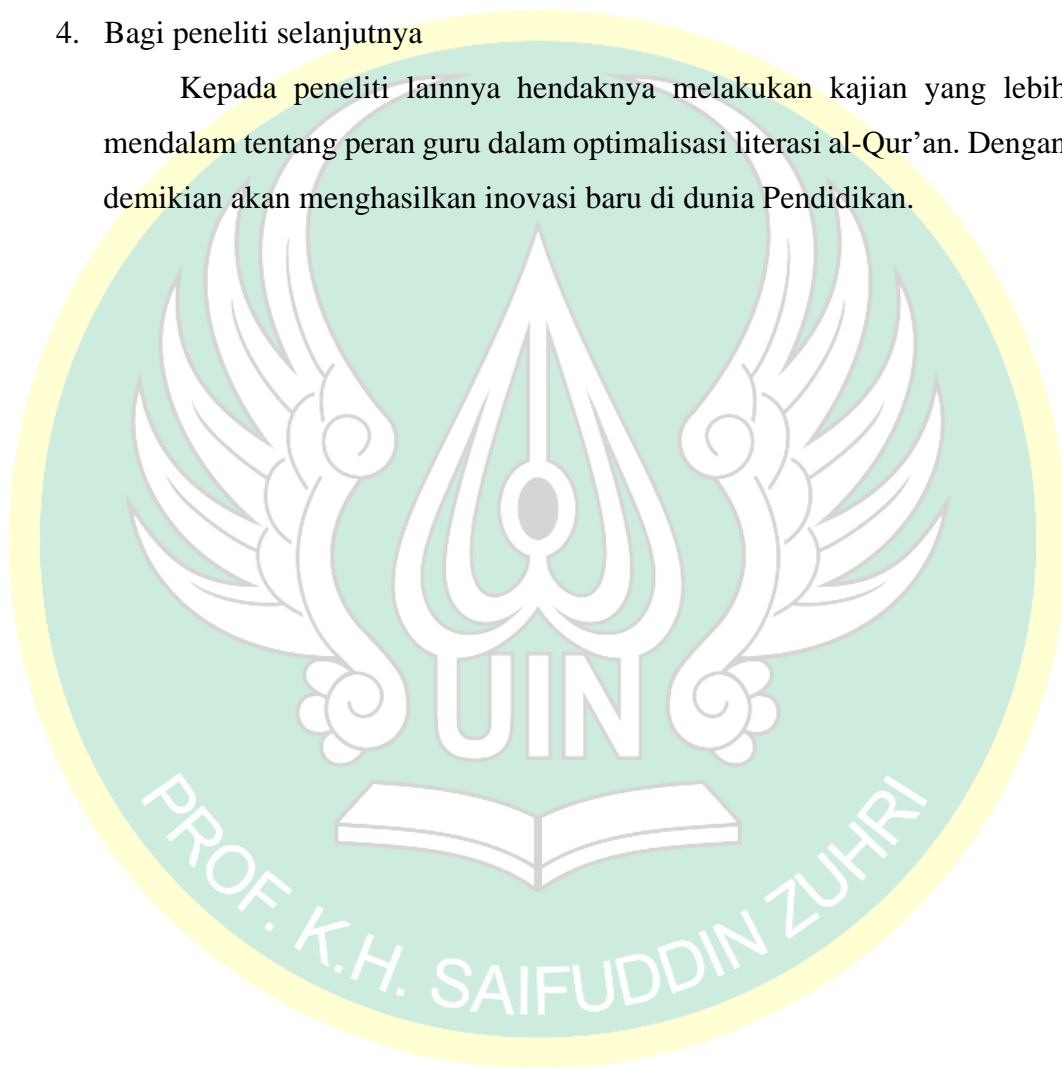 4. Bagi peneliti selanjutnya
Kepada peneliti lainnya hendaknya melakukan kajian yang lebih
mendalam tentang peran guru dalam optimalisasi literasi al-Qur’an. Dengan
demikian akan menghasilkan inovasi baru di dunia Pendidikan.
UIN
PROF. K.H. SAIFUDDIN ZUHRI